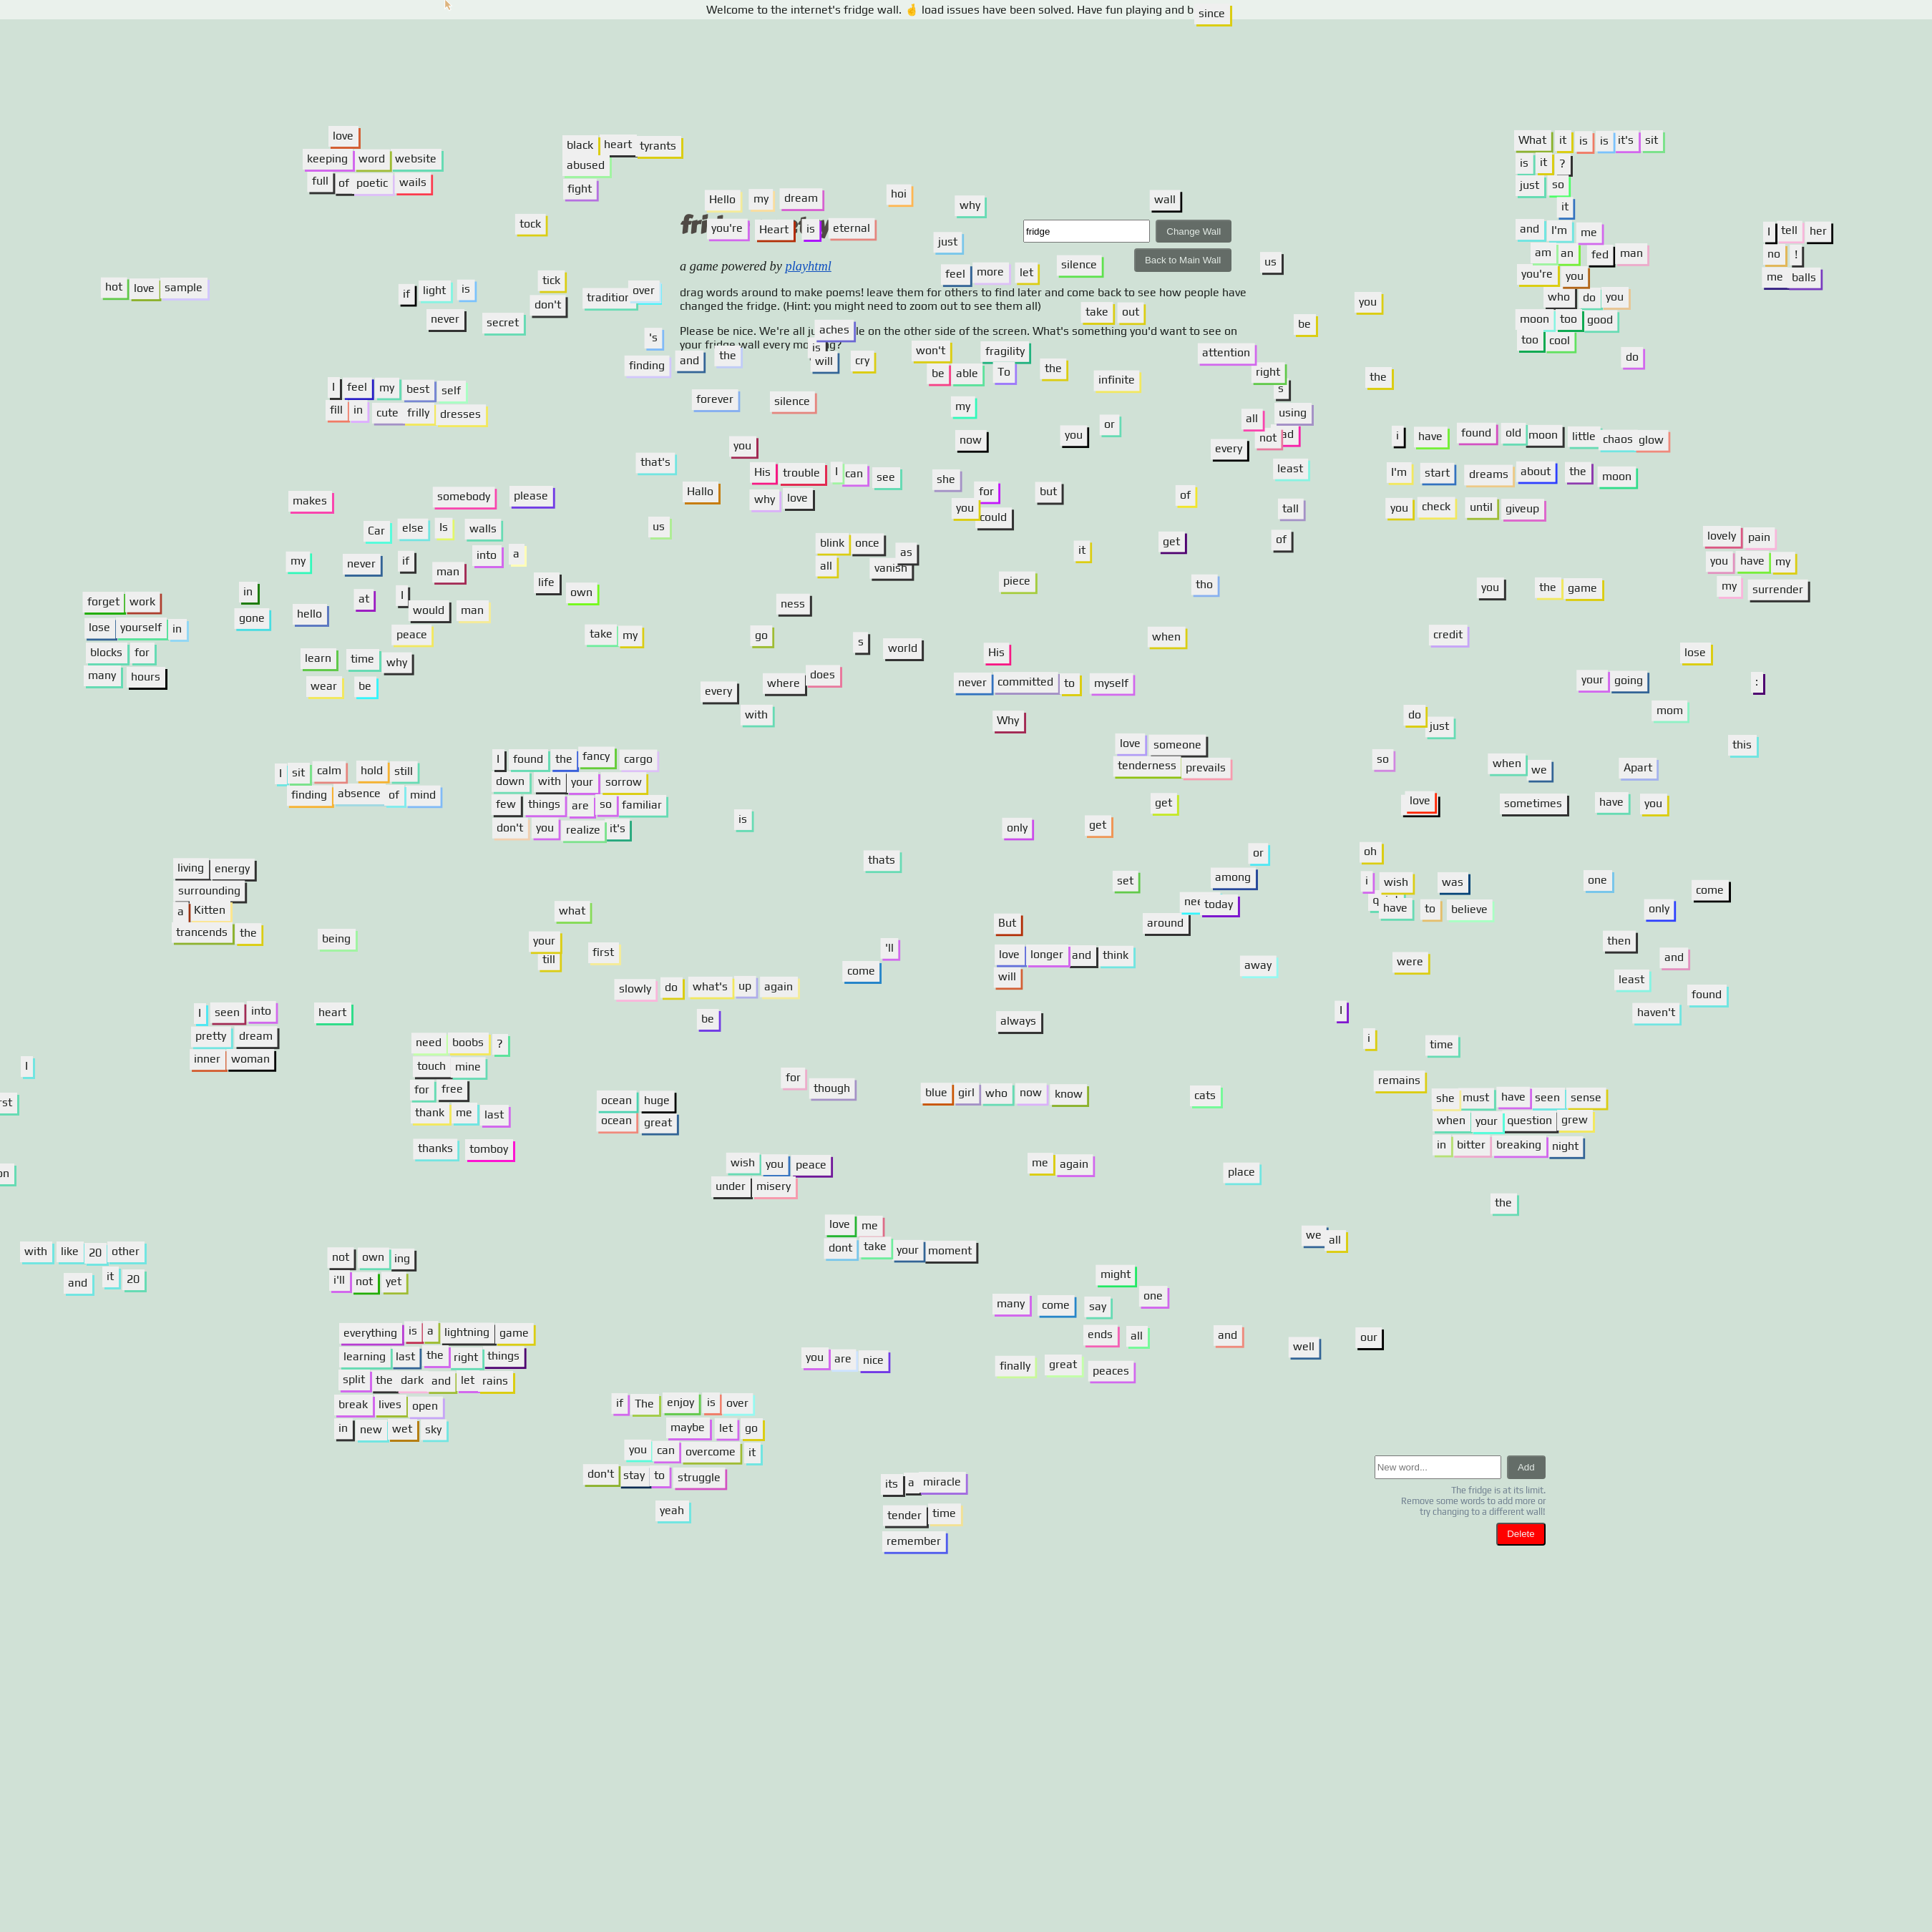 Welcome to the internet's fridge wall. 🤞 load issues have been solved. Have fun playing and b
since
love
keeping word website
full of poetic wails
black heart tyrants
abused
fight
tock
Hello my dream
you're Heart is eternal
hoi
why
just
wall
fridge
Change Wall
Back to Main Wall
a game powered by playhtml
feel more let silence
us
drag words around to make poems! leave them for others to find later and come back to see how people have
changed the fridge. (Hint: you might need to zoom out to see them all)
take out
Please be nice. We're all ju le on the other side of the screen. What's something you'd want to see on
your fridge wall every mo g?
What it is is it's sit
is it ?
just so
it
and I'm me
am an fed man
you're you
who do you
moon too good
too cool
do
I tell her
no !
me balls
hot love sample
if light is
never secret
tick
don't
tradition over
's
finding and the
aches
is
will cry
won't fragility
be able To the
infinite
attention
right
s
be
you
the
I feel my best self
fill in cute frilly dresses
forever silence
my
now
you or
all using
not ad
every
least
tall
of
i have found old moon little chaos glow
I'm start dreams about the moon
you check until giveup
you
that's
His trouble I can see
why love
Hallo
us
she
for
you
could
but
of
get
it
makes somebody please
Car else Is walls
my never if man into a
at I would man
peace
life own
in
gone
hello
learn time why
wear be
forget work
lose yourself in
blocks for
many hours
blink once
all vanish as
ness
piece
tho
lovely pain
you have my
my surrender
you the game
take my
go
s world
His
when
credit
lose
every where does
with
never committed to myself
Why
your going
:
mom
this
do just
I sit calm hold still
finding absence of mind
I found the fancy cargo
down with your sorrow
few things are so familiar
don't you realize it's
is
love someone
tenderness prevails
get
only get
so
love
when we
sometimes
Apart
have you
living energy
surrounding
a Kitten
trancends the
being
thats
what
your
till
first
set
or
among
today
around
But
love longer and think
will
always
away
oh
i wish was
have to believe
were
one
come
only
then
and
least
found
haven't
'll
come
slowly do what's up again
be
I seen into
pretty dream
inner woman
heart
I
need boobs ?
touch mine
for free
thank me last
thanks tomboy
I
i
time
remains
for though
ocean huge
ocean great
blue girl who now know
cats
she must have seen sense
when your question grew
in bitter breaking night
wish you peace
under misery
me again
place
the
love me
dont take your moment
we all
with like 20 other
and it 20
not own ing
i'll not yet
might
many come say one
ends all
and
well
our
finally great peaces
everything is a lightning game
learning last the right things
split the dark and let rains
break lives open
in new wet sky
you are nice
if The enjoy is over
maybe let go
you can overcome it
don't stay to struggle
yeah
its a miracle
tender time
remember
New word...
Add
The fridge is at its limit.
Remove some words to add more or
try changing to a different wall!
Delete